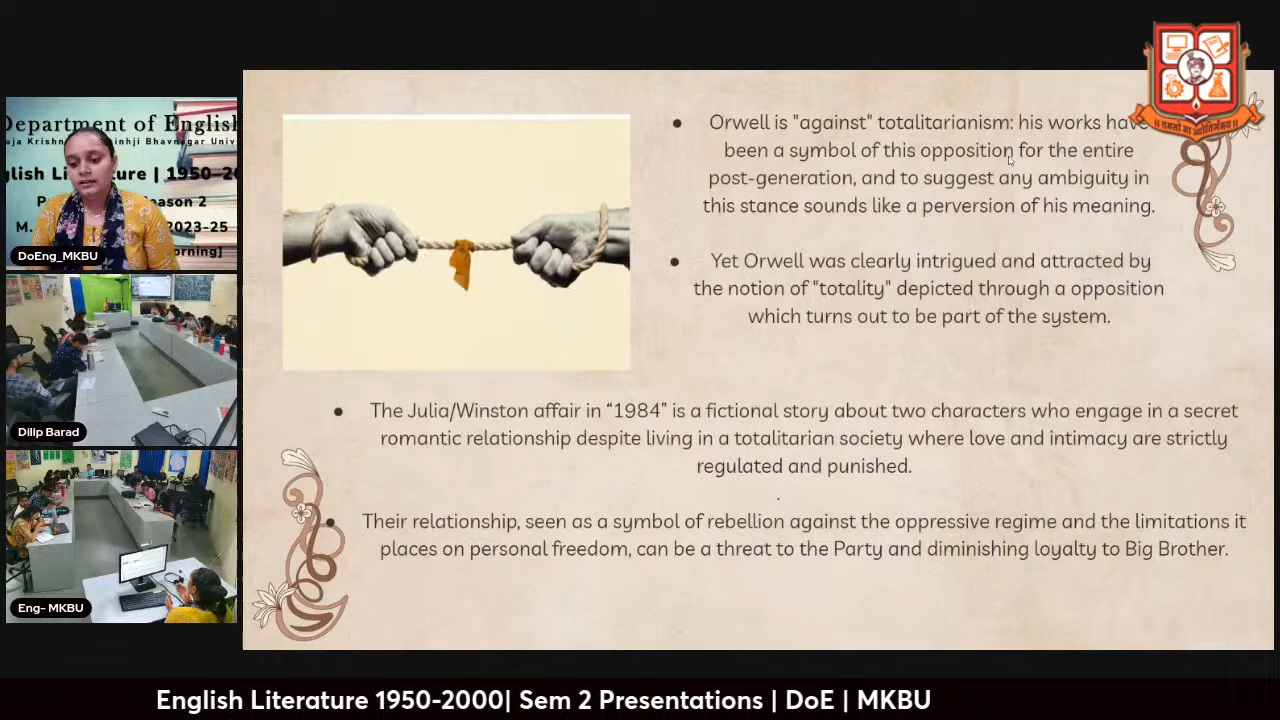 Department of English
English Literature | 1950-20
eason 2
M.
2023-25
orning]
DoEng_MKBU
Dilip Barad
Eng- MKBU
• Orwell is "against" totalitarianism: his works have
been a symbol of this opposition for the entire
post-generation, and to suggest any ambiguity in
this stance sounds like a perversion of his meaning.
• Yet Orwell was clearly intrigued and attracted by
the notion of "totality" depicted through a opposition
which turns out to be part of the system.
• The Julia/Winston affair in “1984” is a fictional story about two characters who engage in a secret
romantic relationship despite living in a totalitarian society where love and intimacy are strictly
regulated and punished.
.
• Their relationship, seen as a symbol of rebellion against the oppressive regime and the limitations it
places on personal freedom, can be a threat to the Party and diminishing loyalty to Big Brother.
English Literature 1950-2000| Sem 2 Presentations | DoE | MKBU